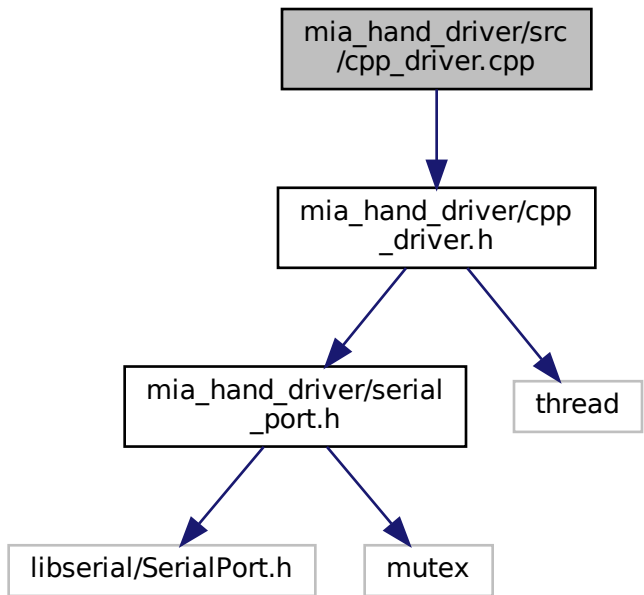 mia_hand_driver/src
/cpp_driver.cpp
mia_hand_driver/cpp
_driver.h
mia_hand_driver/serial
_port.h
thread
libserial/SerialPort.h
mutex